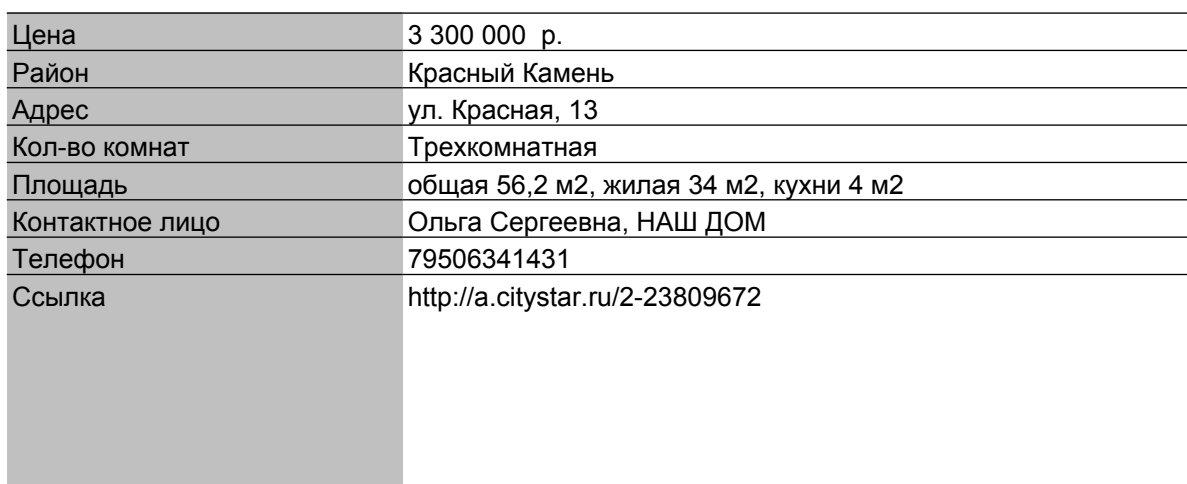 Цена 3 300 000 р.
Район Красный Камень
Адрес ул. Красная, 13
Кол-во комнат Трехкомнатная
Площадь общая 56,2 м2, жилая 34 м2, кухни 4 м2
Контактное лицо Ольга Сергеевна, НАШ ДОМ
Телефон 79506341431
Ссылка http://a.citystar.ru/2-23809672